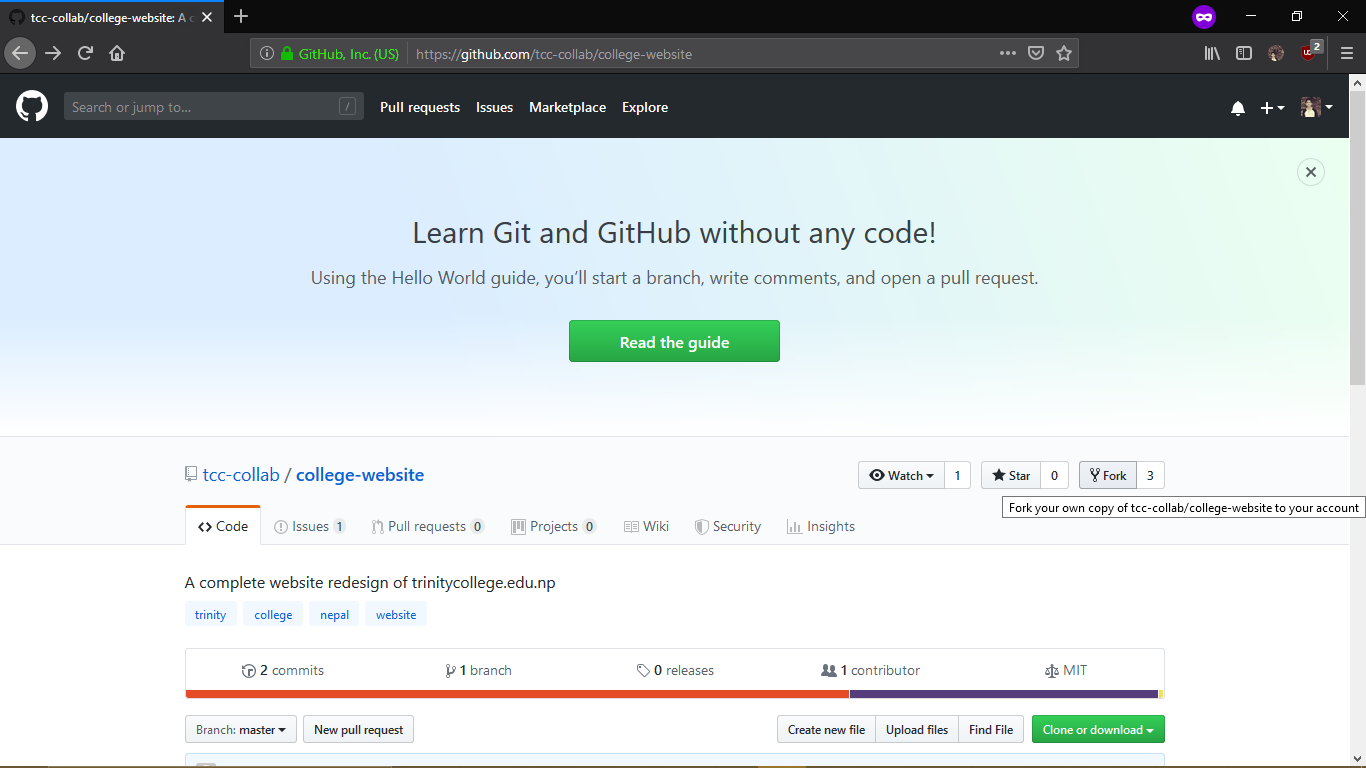 tcc-collab/college-website: A c
GitHub, Inc. (US) https://github.com/tcc-collab/college-website
2
Search or jump to... / Pull requests Issues Marketplace Explore
Learn Git and GitHub without any code!
Using the Hello World guide, you’ll start a branch, write comments, and open a pull request.
Read the guide
tcc-collab / college-website Watch 1 Star 0 Fork 3
Fork your own copy of tcc-collab/college-website to your account
Code Issues 1 Pull requests 0 Projects 0 Wiki Security Insights
A complete website redesign of trinitycollege.edu.np
trinity college nepal website
2 commits 1 branch 0 releases 1 contributor MIT
Branch: master New pull request Create new file Upload files Find File Clone or download